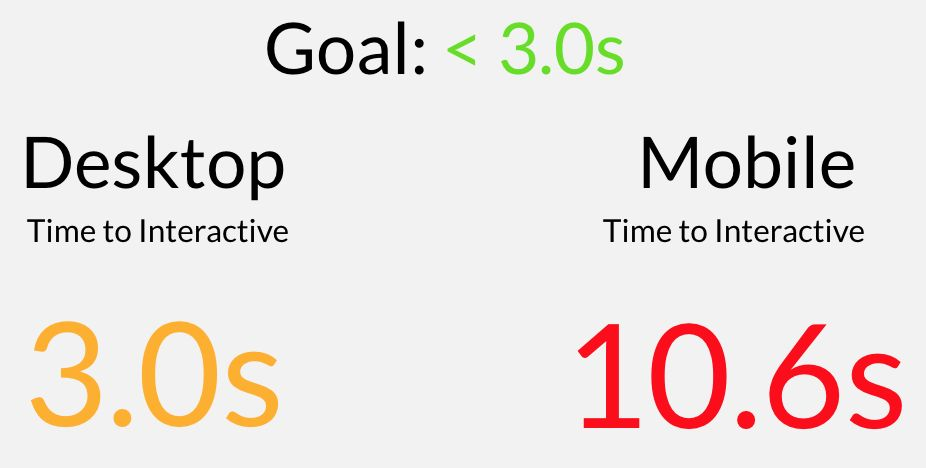 Goal: < 3.0s
Desktop
Time to Interactive
3.0s
Mobile
Time to Interactive
10.6s